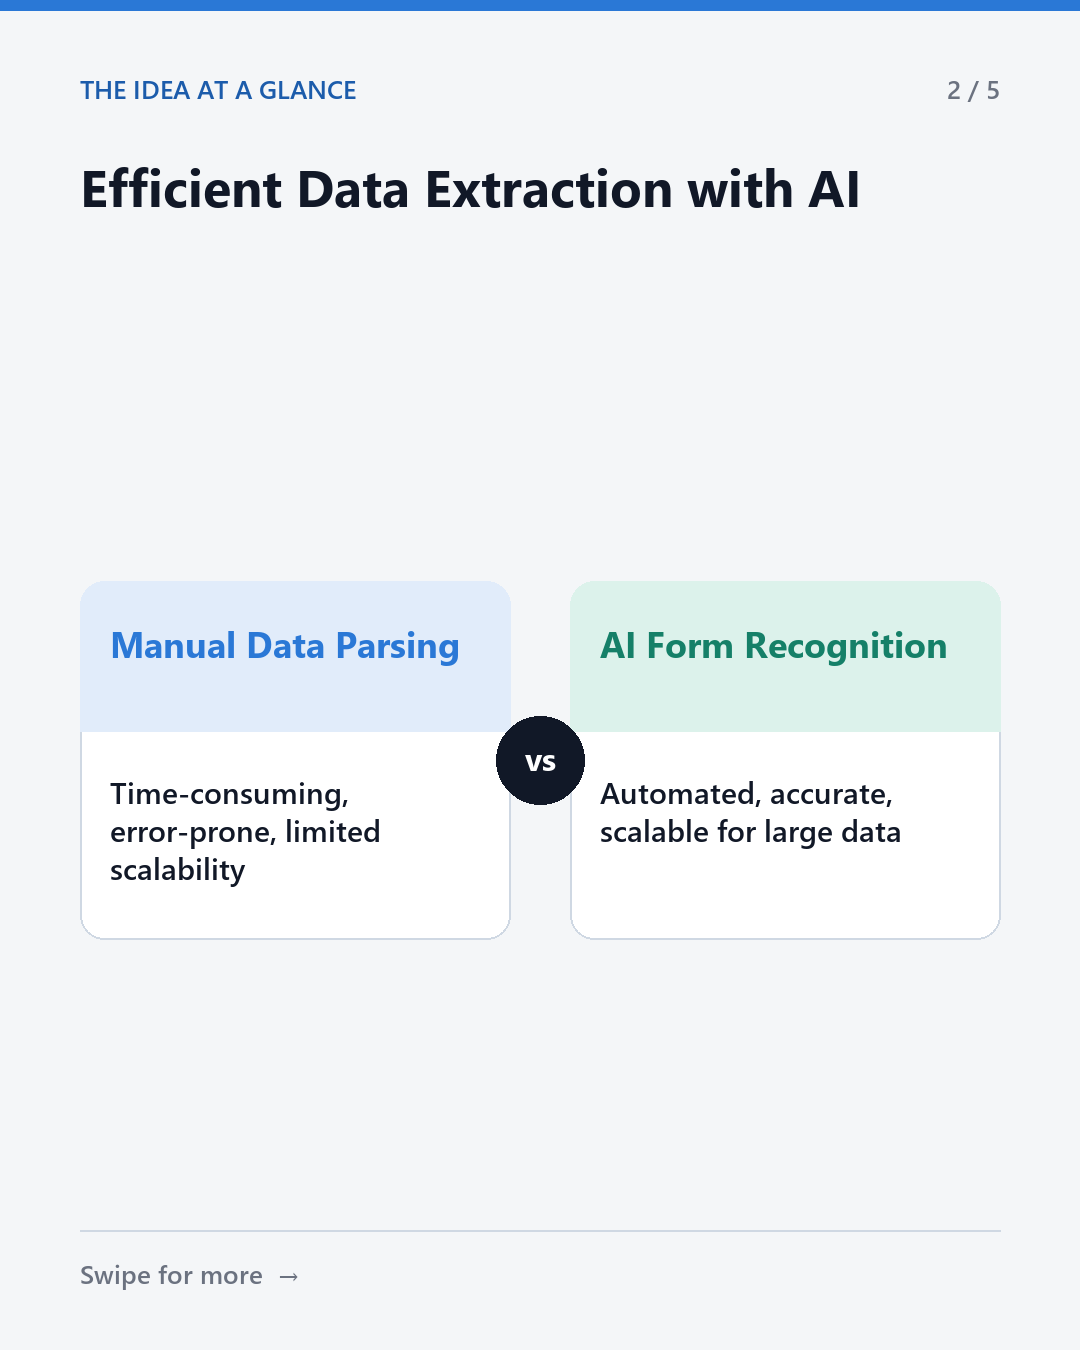 THE IDEA AT A GLANCE
2 / 5
Efficient Data Extraction with AI
Manual Data Parsing
Time-consuming,
error-prone, limited
scalability
vs
AI Form Recognition
Automated, accurate,
scalable for large data
Swipe for more →